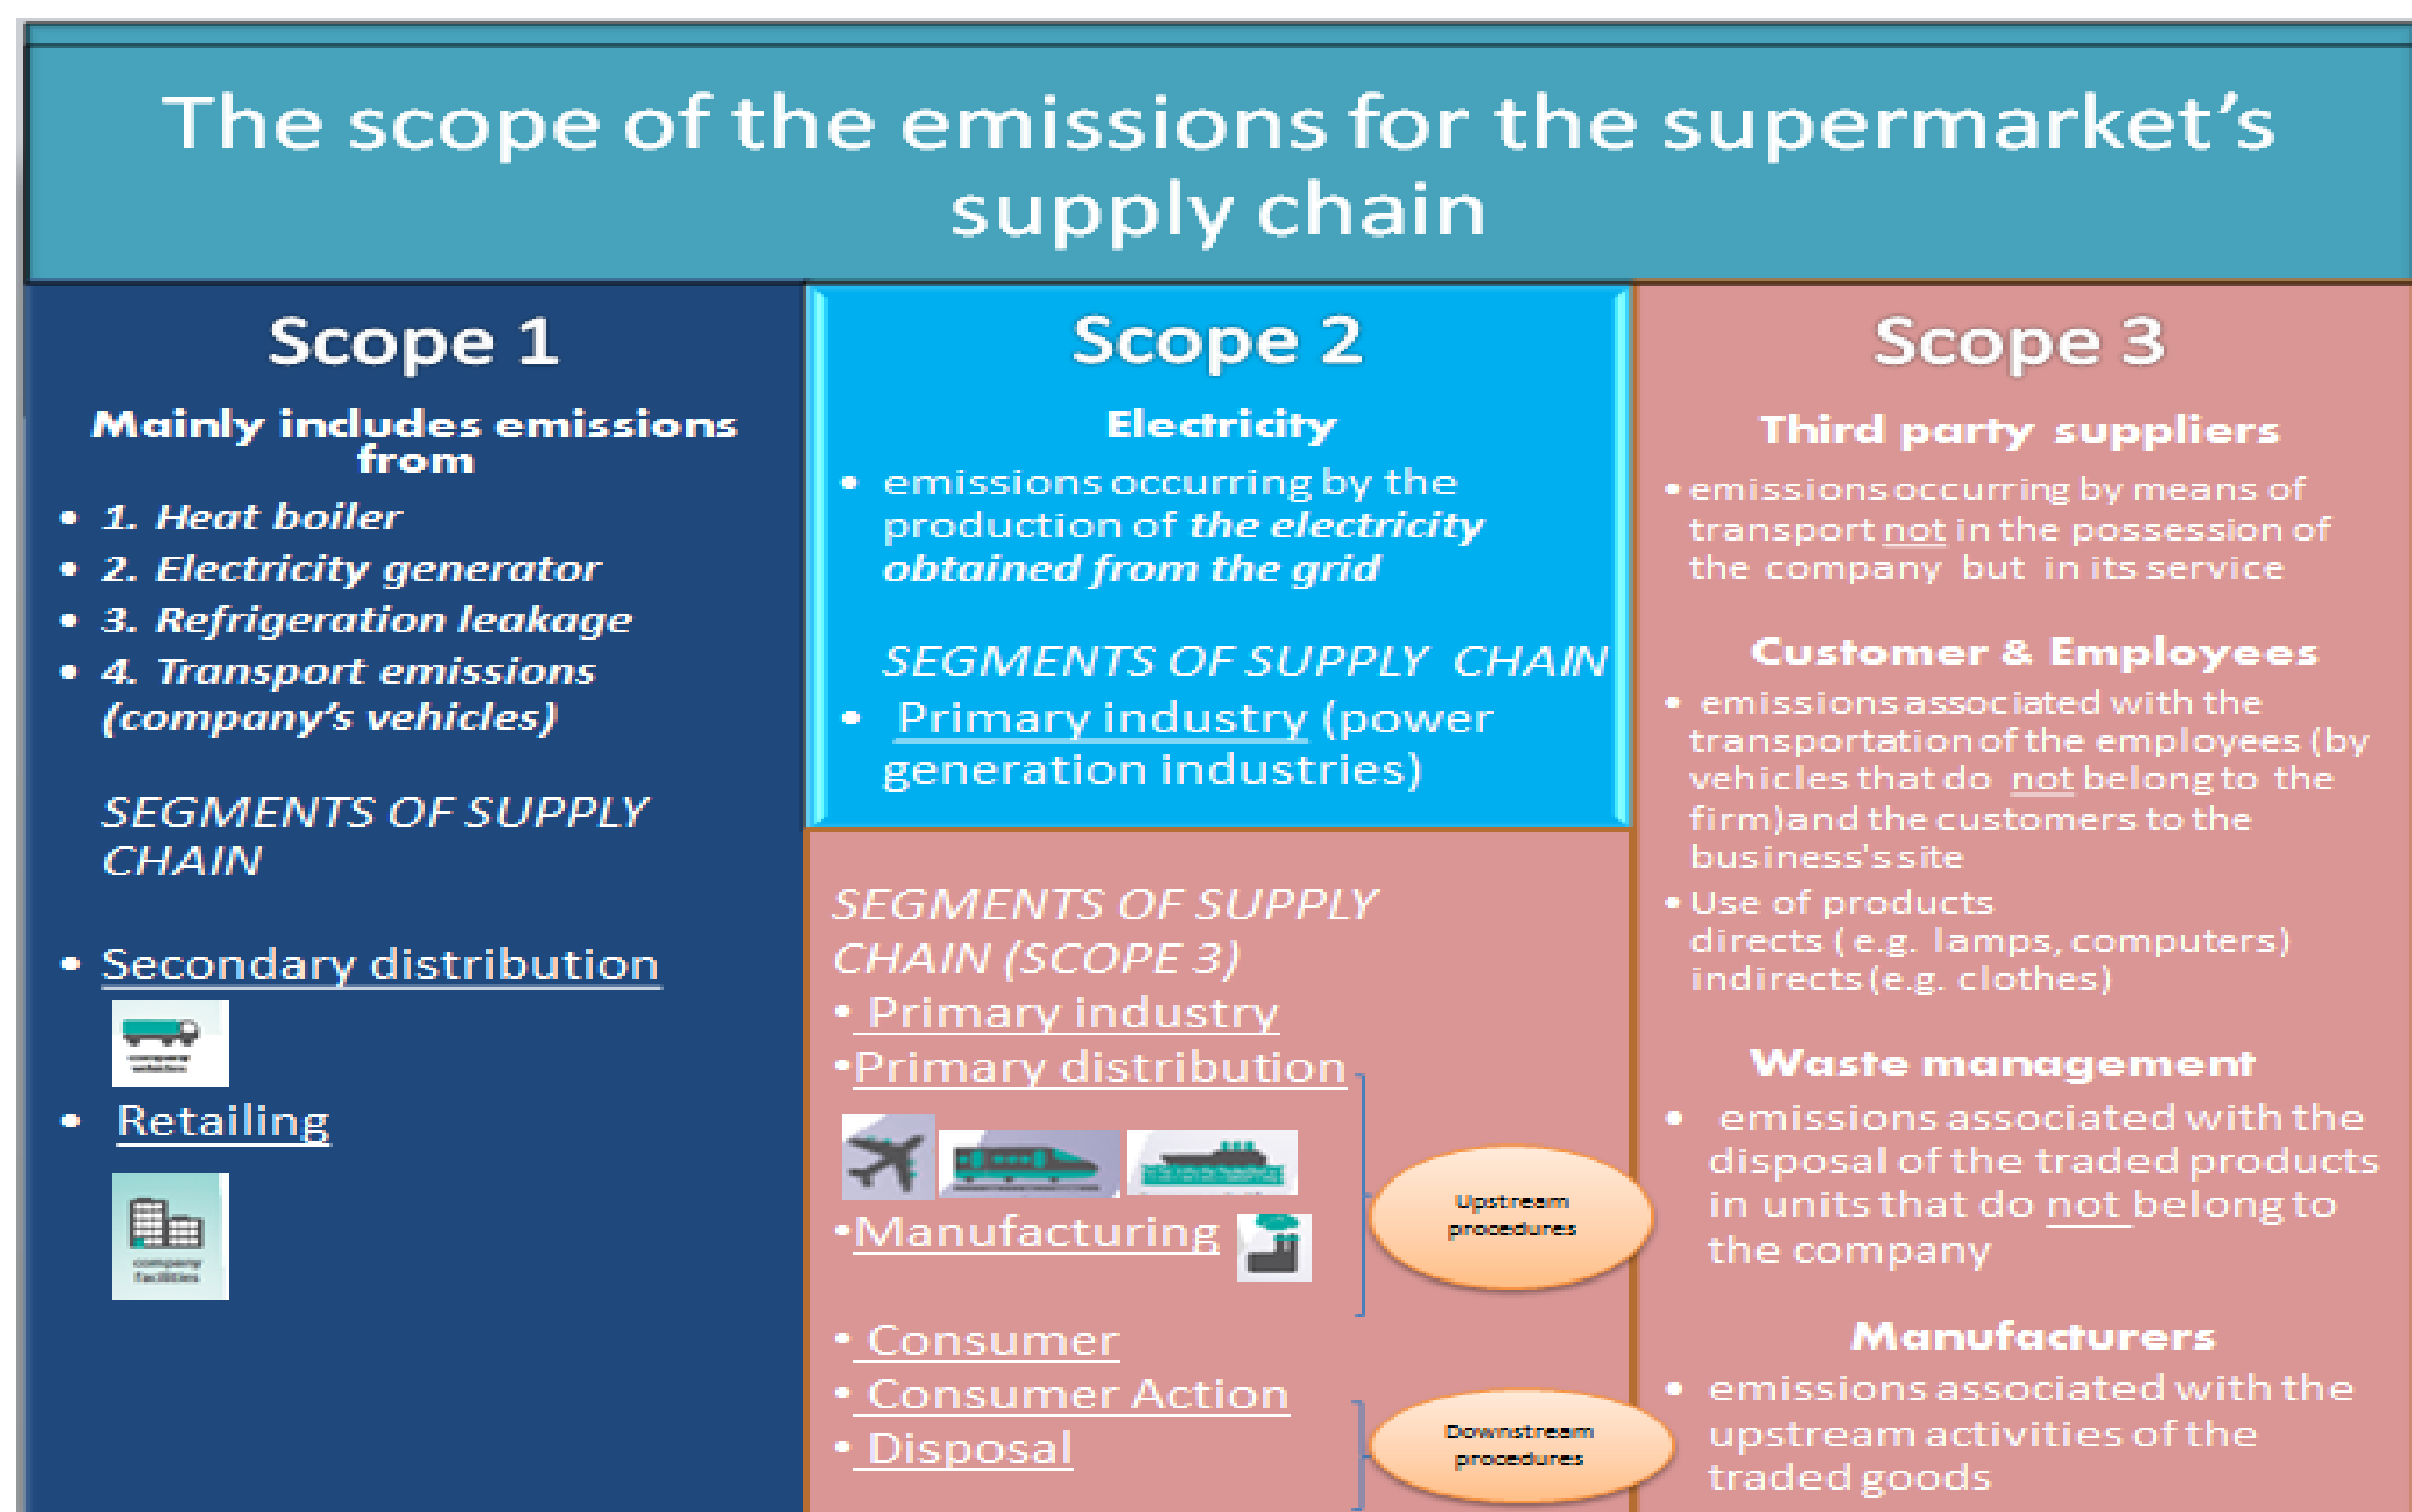 The scope of the emissions for the supermarket's
supply chain
Scope 1
Mainly includes emissions
from
• 1. Heat boiler
• 2. Electricity generator
• 3. Refrigeration leakage
• 4. Transport emissions
(company's vehicles)
SEGMENTS OF SUPPLY
CHAIN
• Secondary distribution
company
vehicles
• Retailing
company
facilities
Scope 2
Electricity
• emissions occurring by the
production of the electricity
obtained from the grid
SEGMENTS OF SUPPLY CHAIN
• Primary industry (power
generation industries)
SEGMENTS OF SUPPLY
CHAIN (SCOPE 3)
• Primary industry
•Primary distribution
•Manufacturing
Upstream
procedures
• Consumer
• Consumer Action
• Disposal
Downstream
procedures
Scope 3
Third party suppliers
• emissions occurring by means of
transport not in the possession of
the company but in its service
Customer & Employees
• emissions associated with the
transportation of the employees (by
vehicles that do not belong to the
firm)and the customers to the
business's site
• Use of products
directs ( e.g. lamps, computers)
indirects (e.g. clothes)
Waste management
• emissions associated with the
disposal of the traded products
in units that do not belong to
the company
Manufacturers
• emissions associated with the
upstream activities of the
traded goods